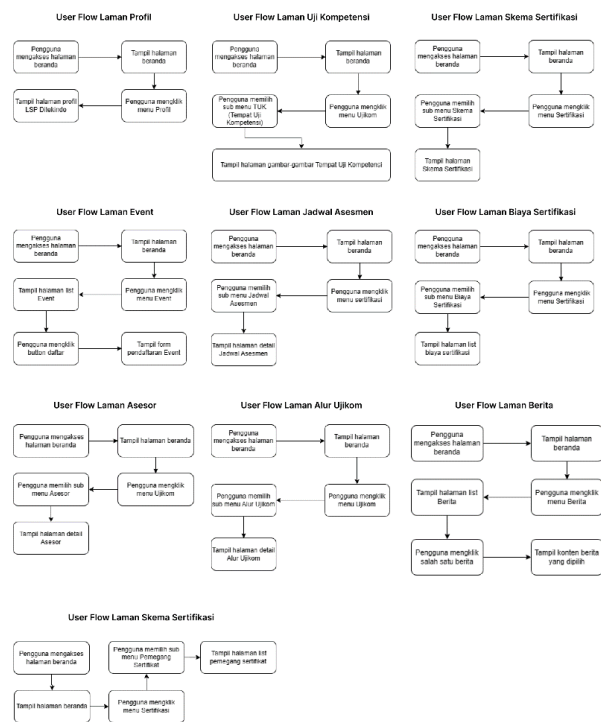 User Flow Laman Profil
Pengguna
mengakses halaman
beranda
Tampil halaman
beranda
Tampil halaman profil
LSP Dilekindo
Pengguna mengklik
menu Profil
User Flow Laman Uji Kompetensi
Pengguna
mengakses halaman
beranda
Tampil halaman
beranda
Pengguna memilih
sub menu TUK
(Tempat Uji
Kompetensi)
Pengguna mengklik
menu Ujikom
Tampil halaman gambar-gambar Tempat Uji Kompetensi
User Flow Laman Skema Sertifikasi
Pengguna
mengakses halaman
beranda
Tampil halaman
beranda
Pengguna memilih
sub menu Skema
Sertifikasi
Pengguna mengklik
menu Sertifikasi
Tampil halaman
Skema Sertifikasi
User Flow Laman Event
Pengguna
mengakses halaman
beranda
Tampil halaman
beranda
Tampil halaman list
Event
Pengguna mengklik
menu Event
Pengguna mengklik
button daftar
Tampil form
pendaftaran Event
User Flow Laman Jadwal Asesmen
Pengguna
mengakses halaman
beranda
Tampil halaman
beranda
Pengguna memilih
sub menu Jadwal
Asesmen
Pengguna mengklik
menu sertifikasi
Tampil halaman detail
Jadwal Asesmen
User Flow Laman Biaya Sertifikasi
Pengguna
mengakses halaman
beranda
Tampil halaman
beranda
Pengguna memilih
sub menu Biaya
Sertifikasi
Pengguna mengklik
menu Sertifikasi
Tampil halaman list
biaya sertifikasi
User Flow Laman Asesor
Pengguna mengakses
halaman beranda
Tampil halaman beranda
Pengguna memilih sub
menu Asesor
Pengguna mengklik
menu Ujikom
Tampil halaman detail
Asesor
User Flow Laman Alur Ujikom
Pengguna
mengakses halaman
beranda
Tampil halaman
beranda
Pengguna memilih
sub menu Alur Ujikom
Pengguna mengklik
menu Ujikom
Tampil halaman detail
Alur Ujikom
User Flow Laman Berita
Pengguna
mengakses halaman
beranda
Tampil halaman
beranda
Tampil halaman list
Berita
Pengguna mengklik
menu Berita
Pengguna mengklik
salah satu berita
Tampil konten berita
yang dipilih
User Flow Laman Skema Sertifikasi
Pengguna mengakses
halaman beranda
Pengguna memilih sub
menu Pemegang
Sertifikat
Tampil halaman list
pemegang sertifikat
Tampil halaman beranda
Pengguna mengklik
menu Sertifikasi